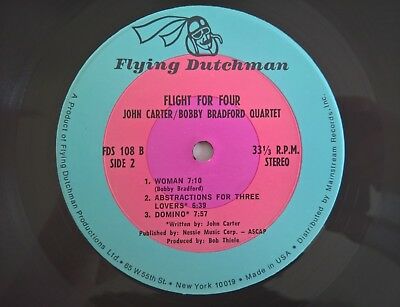 Flying Dutchman
FLIGHT FOR FOUR
JOHN CARTER/BOBBY BRADFORD QUARTET
FDS 108 B
SIDE 2
33⅓ R.P.M.
STEREO
1. WOMAN 7:10
(Bobby Bradford)
2. ABSTRACTIONS FOR THREE
LOVERS* 6:39
3. DOMINO* 7:57
*Written by: John Carter
Published by: Nessie Music Corp. - ASCAP
Produced by: Bob Thiele
A Product of Flying Dutchman Productions Ltd. • 65 W 55th St. • New York 10019 • Made in USA • Distributed by Mainstream Records, Inc.